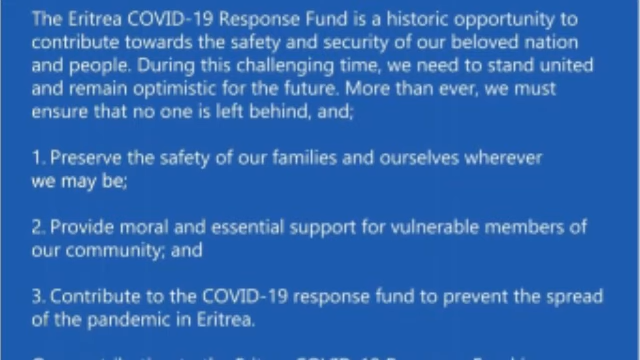 The Eritrea COVID-19 Response Fund is a historic opportunity to
contribute towards the safety and security of our beloved nation
and people. During this challenging time, we need to stand united
and remain optimistic for the future. More than ever, we must
ensure that no one is left behind, and;
1. Preserve the safety of our families and ourselves wherever
we may be;
2. Provide moral and essential support for vulnerable members of
our community; and
3. Contribute to the COVID-19 response fund to prevent the spread
of the pandemic in Eritrea.